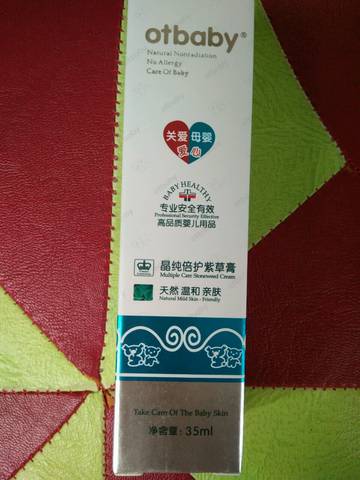 otbaby®
Natural Nonradiation
No Allergy
Care Of Baby
关爱 母婴
爱心
BABY HEALTHY
专业安全有效
Professional Security Effective
高品质婴儿用品
晶纯倍护紫草膏
Multiple Care Stoneweed Cream
天然 温和 亲肤
Natural Mild Skin - Friendly
Take Care Of The Baby Skin
净含量:35ml